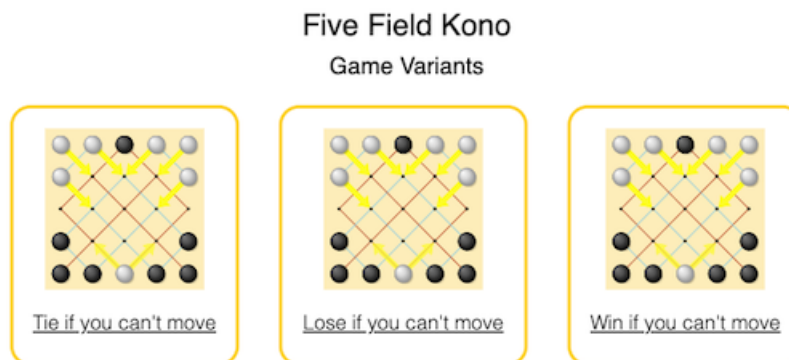 Five Field Kono
Game Variants
Tie if you can't move
Lose if you can't move
Win if you can't move